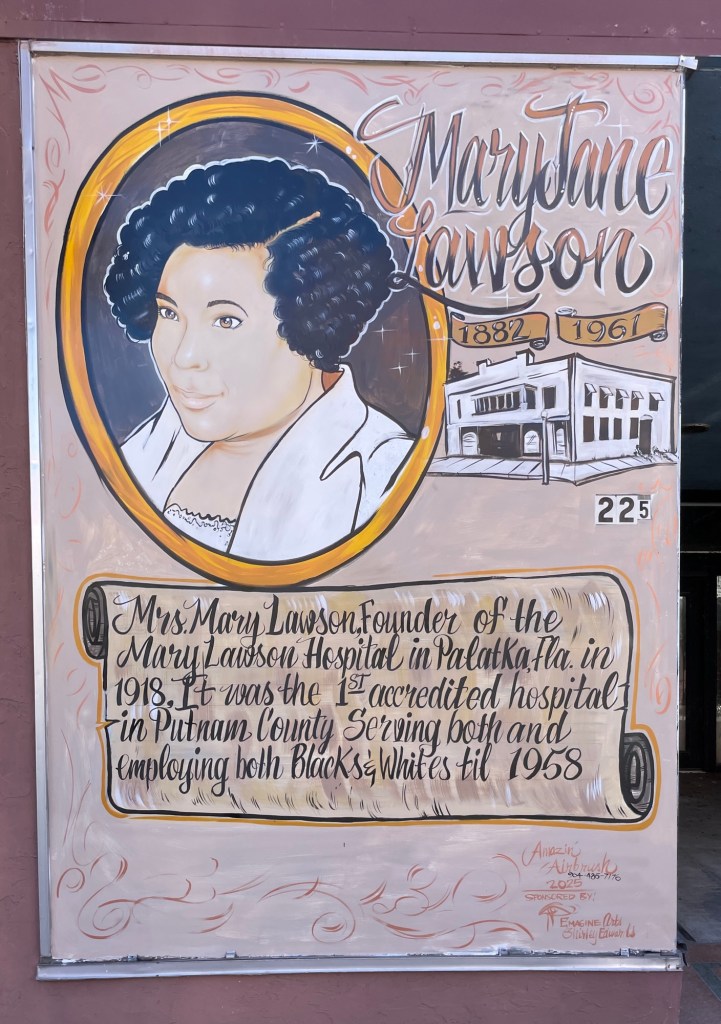 Mary Jane
Lawson
1882 1961
225
Mrs. Mary Lawson, Founder of the
Mary Lawson Hospital in Palatka, Fla. in
1918. It was the 1ST accredited hospital
in Putnam County Serving both and
employing both Blacks & Whites til 1958
Amazin'
Airbrush
2025
SPONSORED BY:
EMAGINE Arts